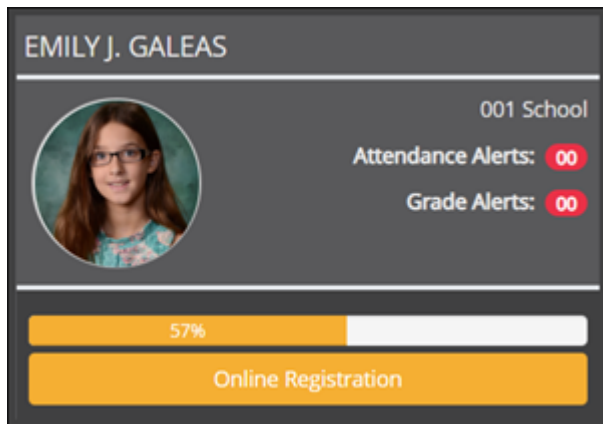 EMILY J. GALEAS
001 School
Attendance Alerts: 00
Grade Alerts: 00
57%
Online Registration